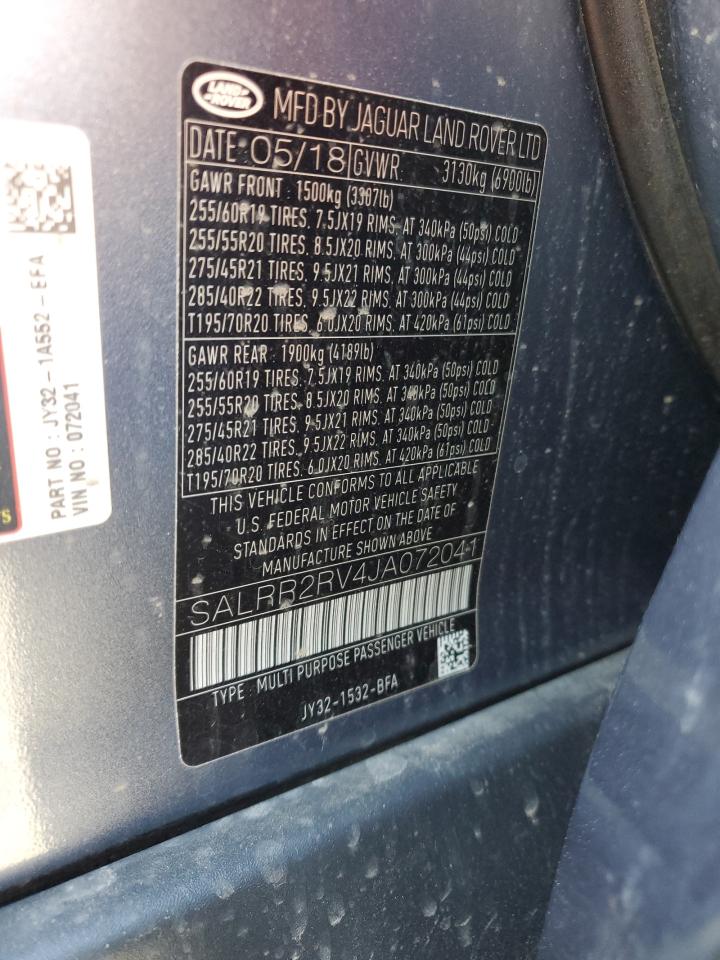 LAND ROVER
MFD BY JAGUAR LAND ROVER LTD
DATE 05/18 G.VWR 3130kg (6900lb)
GAWR FRONT : 1500kg (3307lb)
255/60R19 TIRES, 7.5JX19 RIMS, AT 340kPa (50psi) COLD
255/55R20 TIRES, 8.5JX20 RIMS, AT 300kPa (44psi) COLD
275/45R21 TIRES, 9.5JX21 RIMS, AT 300kPa (44psi) COLD
285/40R22 TIRES, 9.5JX22 RIMS, AT 300kPa (44psi) COLD
T195/70R20 TIRES, 6.0JX20 RIMS, AT 420kPa (61psi) COLD
GAWR REAR : 1900kg (4189lb)
255/60R19 TIRES, 7.5JX19 RIMS, AT 340kPa (50psi) COLD
255/55R20 TIRES, 8.5JX20 RIMS, AT 340kPa (50psi) COLD
275/45R21 TIRES, 9.5JX21 RIMS, AT 340kPa (50psi) COLD
285/40R22 TIRES, 9.5JX22 RIMS, AT 340kPa (50psi) COLD
T195/70R20 TIRES, 6.0JX20 RIMS, AT 420kPa (61psi) COLD
THIS VEHICLE CONFORMS TO ALL APPLICABLE
U.S. FEDERAL MOTOR VEHICLE SAFETY
STANDARDS IN EFFECT ON THE DATE OF
MANUFACTURE SHOWN ABOVE
SALRR2RV4JA072041
TYPE : MULTI PURPOSE PASSENGER VEHICLE
JY32-1532-BFA
PART NO : JY32 - 1A552 - EFA
VIN NO : 072041